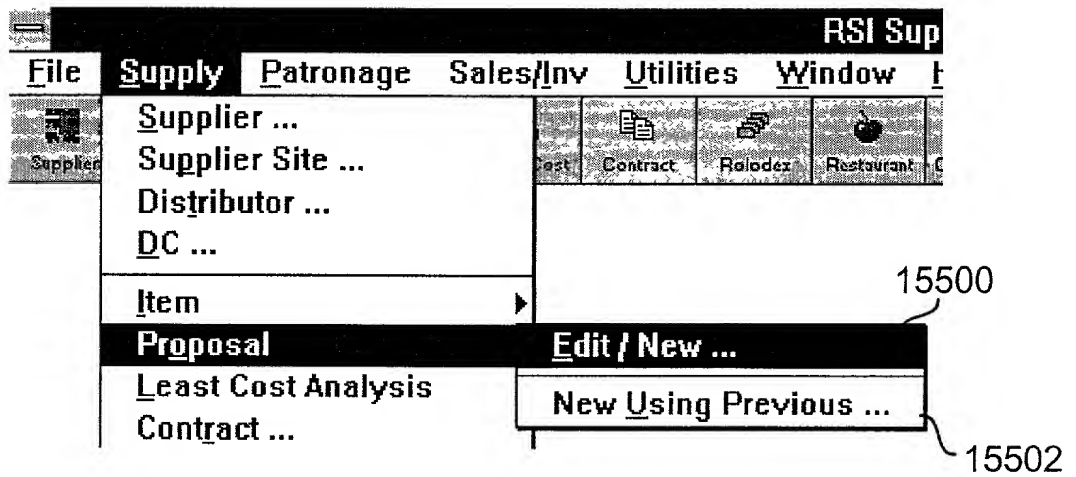 RSI Sup
File Supply Patronage Sales/Inv Utilities Window
Supplier Cost Contract Rolodex Restaurant
Supplier ...
Supplier Site ...
Distributor ...
DC ...
Item
Proposal
Least Cost Analysis
Contract ...
15500
Edit / New ...
New Using Previous ...
15502